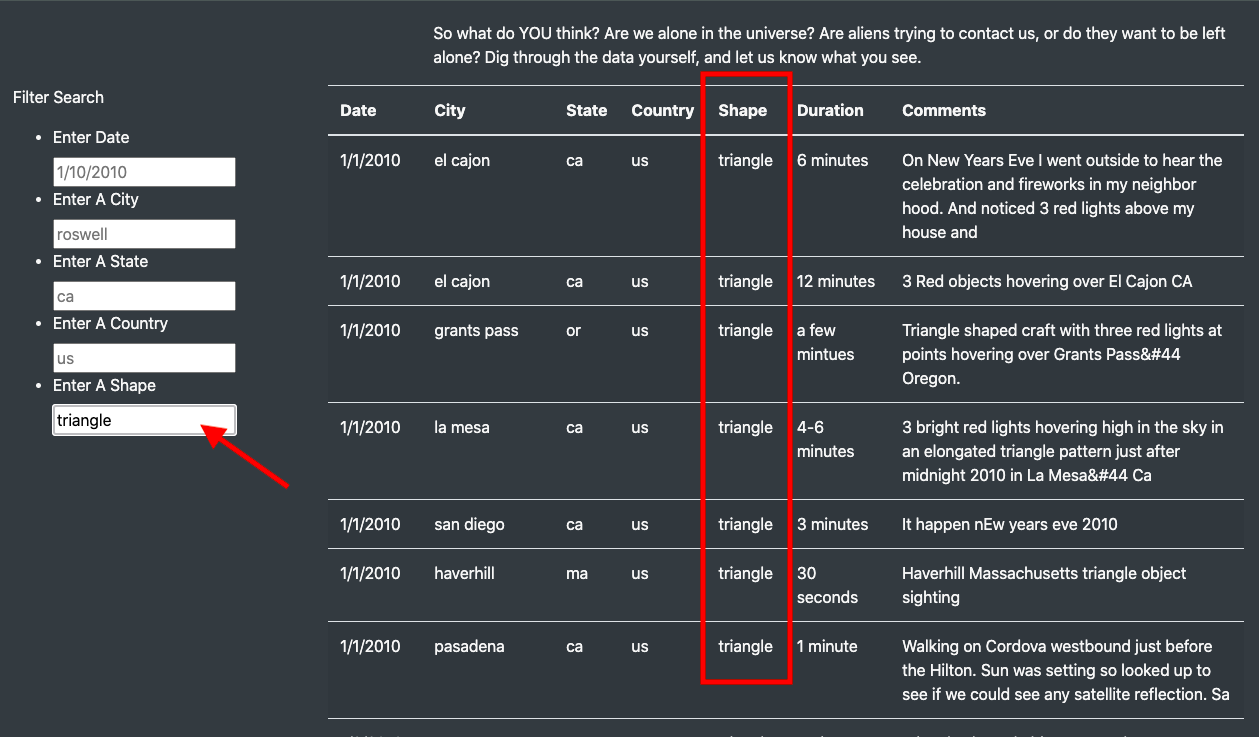 So what do YOU think? Are we alone in the universe? Are aliens trying to contact us, or do they want to be left
alone? Dig through the data yourself, and let us know what you see.
Filter Search
Enter Date
1/10/2010
Enter A City
roswell
Enter A State
ca
Enter A Country
us
Enter A Shape
triangle
Date City State Country Shape Duration Comments
1/1/2010 el cajon ca us triangle 6 minutes On New Years Eve I went outside to hear the
celebration and fireworks in my neighbor
hood. And noticed 3 red lights above my
house and
1/1/2010 el cajon ca us triangle 12 minutes 3 Red objects hovering over El Cajon CA
1/1/2010 grants pass or us triangle a few Triangle shaped craft with three red lights at
mintues points hovering over Grants Pass&#44
Oregon.
1/1/2010 la mesa ca us triangle 4-6 3 bright red lights hovering high in the sky in
minutes an elongated triangle pattern just after
midnight 2010 in La Mesa&#44 Ca
1/1/2010 san diego ca us triangle 3 minutes It happen nEw years eve 2010
1/1/2010 haverhill ma us triangle 30 Haverhill Massachusetts triangle object
seconds sighting
1/1/2010 pasadena ca us triangle 1 minute Walking on Cordova westbound just before
the Hilton. Sun was setting so looked up to
see if we could see any satellite reflection. Sa